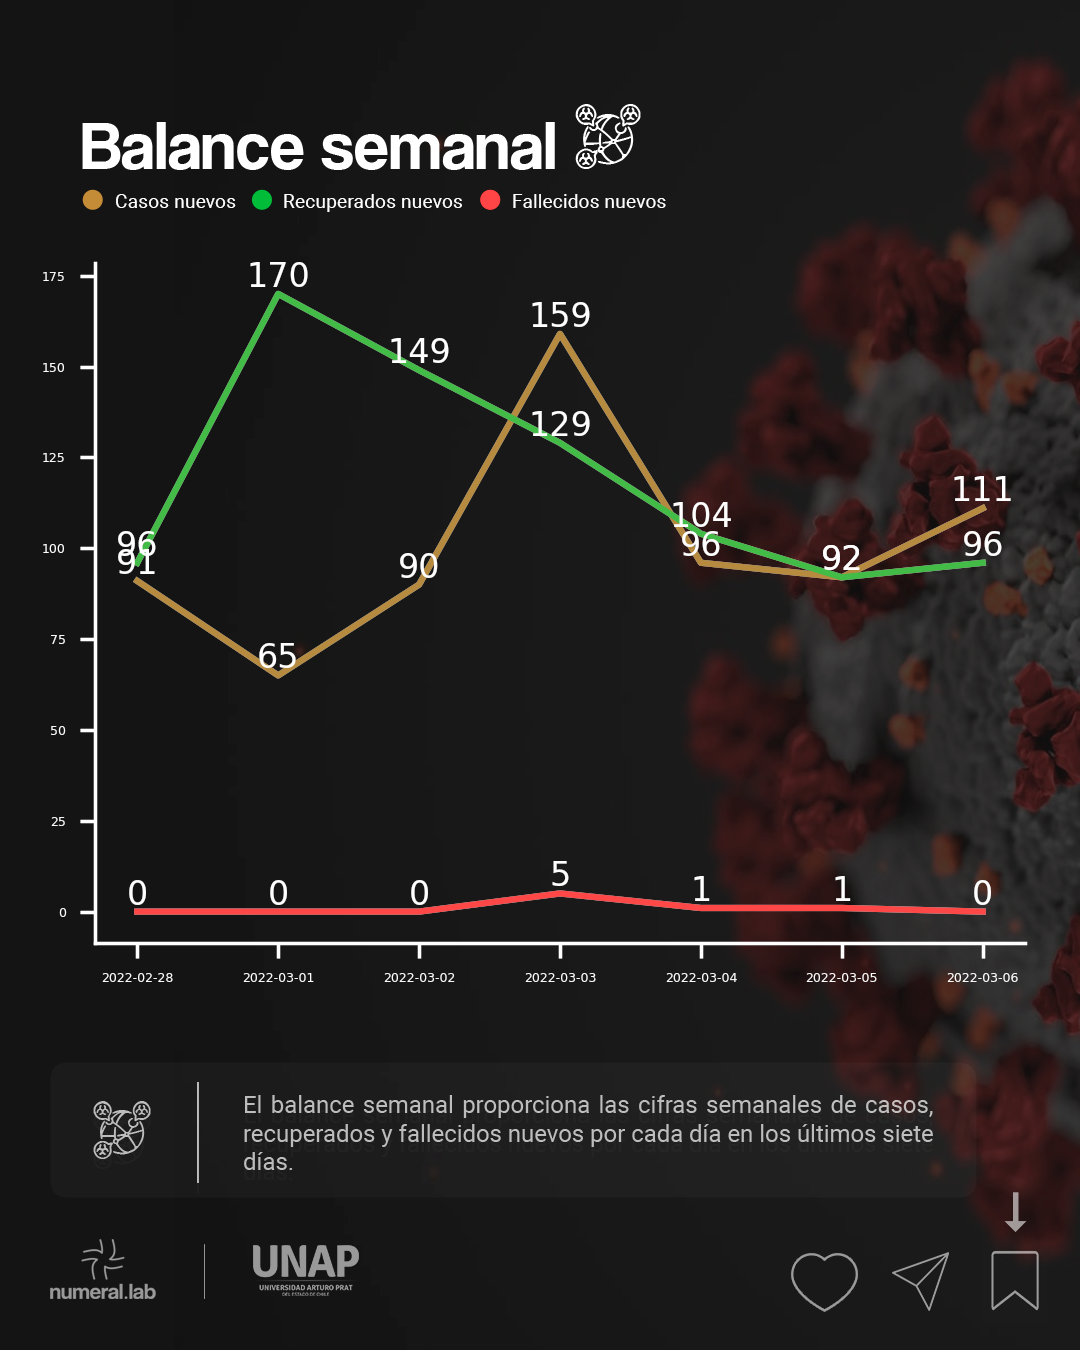 Balance semanal
Casos nuevos Recuperados nuevos Fallecidos nuevos
175
170
159
150
149
129
125
111
104
100
96
91
90
96
92
96
75
65
50
25
0
0
0
0
5
1
1
0
2022-02-28 2022-03-01 2022-03-02 2022-03-03 2022-03-04 2022-03-05 2022-03-06
El balance semanal proporciona las cifras semanales de casos,
recuperados y fallecidos nuevos por cada día en los últimos siete
días.
numeral.lab
UNAP
UNIVERSIDAD ARTURO PRAT
DEL ESTADO DE CHILE